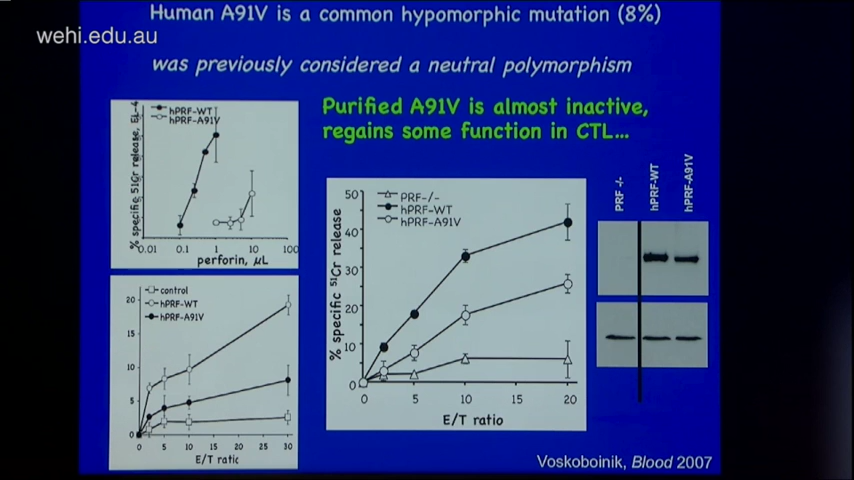 Human A91V is a common hypomorphic mutation (8%)
wehi.edu.au
was previously considered a neutral polymorphism
Purified A91V is almost inactive,
regains some function in CTL...
% specific 51Cr release, EL-4
hPRF-WT
hPRF-A91V
0.01 0.1 1 10 100
perforin, µL
control
hPRF-WT
hPRF-A91V
20
15
10
5
0
0 5 10 15 20 25 30
E/T ratio
% specific 51Cr release
PRF-/-
hPRF-WT
hPRF-A91V
50
40
30
20
10
0
0 5 10 15 20
E/T ratio
PRF -/-
hPRF-WT
hPRF-A91V
Voskoboinik, Blood 2007